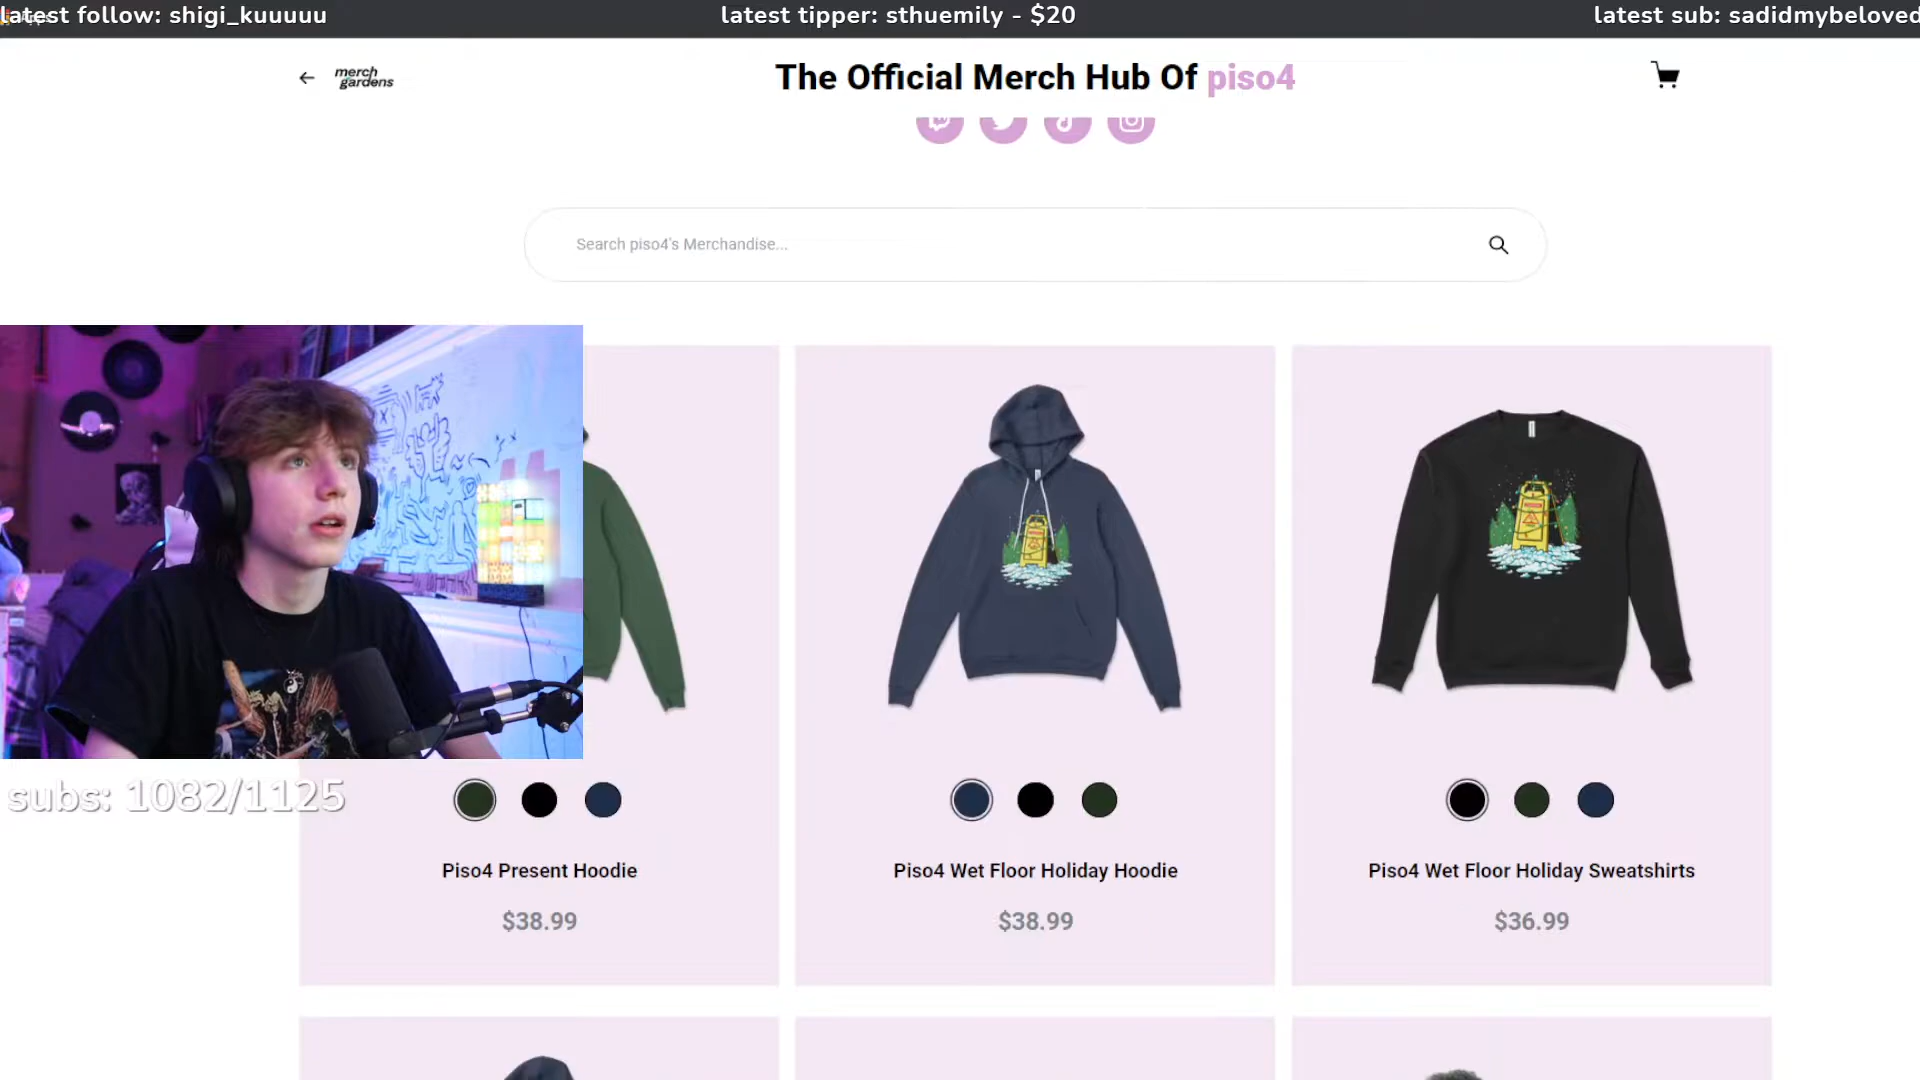 latest follow: shigi_kuuuuu
latest tipper: sthuemily - $20
latest sub: sadidmybeloved
merch
gardens
The Official Merch Hub Of piso4
Search piso4's Merchandise...
subs: 1082/1125
Piso4 Present Hoodie
Piso4 Wet Floor Holiday Hoodie
Piso4 Wet Floor Holiday Sweatshirts
$38.99
$38.99
$36.99